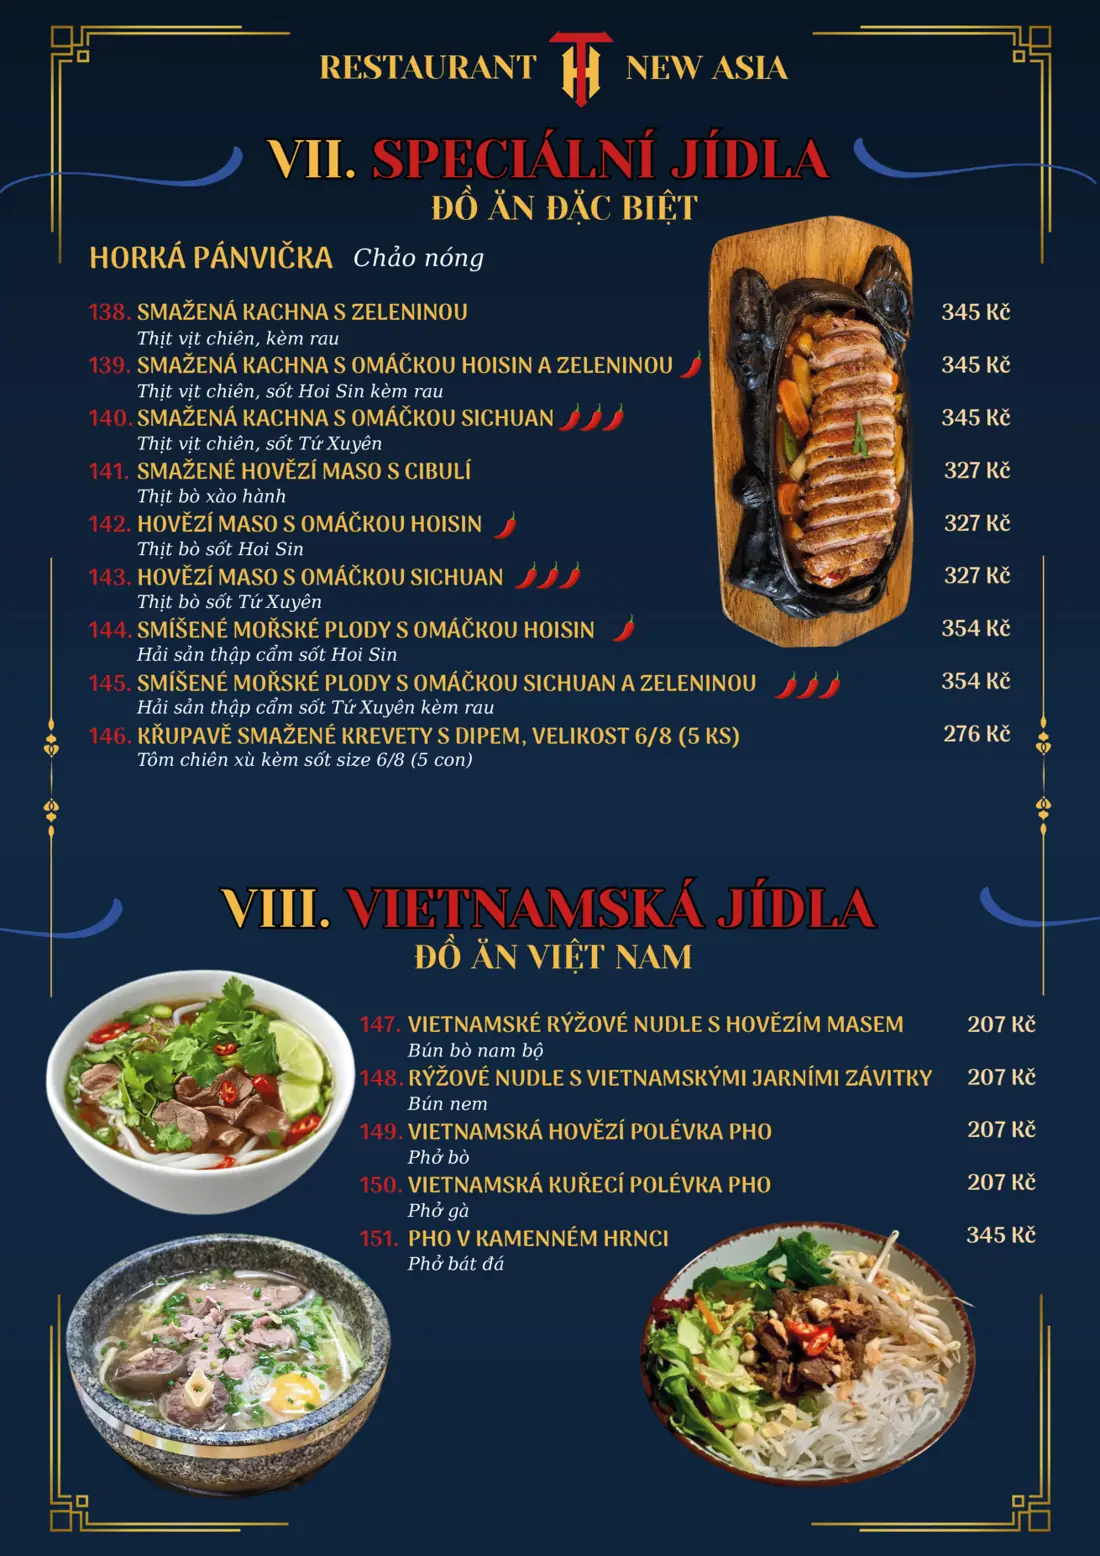 RESTAURANT TH NEW ASIA
VII. SPECIÁLNÍ JÍDLA
ĐỒ ĂN ĐẶC BIỆT
HORKÁ PÁNVIČKA Chảo nóng
138. SMAŽENÁ KACHNA S ZELENINOU 345 Kč
Thịt vịt chiên, kèm rau
139. SMAŽENÁ KACHNA S OMÁČKOU HOISIN A ZELENINOU 345 Kč
Thịt vịt chiên, sốt Hoi Sin kèm rau
140. SMAŽENÁ KACHNA S OMÁČKOU SICHUAN 345 Kč
Thịt vịt chiên, sốt Tứ Xuyên
141. SMAŽENÉ HOVĚZÍ MASO S CIBULÍ 327 Kč
Thịt bò xào hành
142. HOVĚZÍ MASO S OMÁČKOU HOISIN 327 Kč
Thịt bò sốt Hoi Sin
143. HOVĚZÍ MASO S OMÁČKOU SICHUAN 327 Kč
Thịt bò sốt Tứ Xuyên
144. SMÍŠENÉ MOŘSKÉ PLODY S OMÁČKOU HOISIN 354 Kč
Hải sản thập cẩm sốt Hoi Sin
145. SMÍŠENÉ MOŘSKÉ PLODY S OMÁČKOU SICHUAN A ZELENINOU 354 Kč
Hải sản thập cẩm sốt Tứ Xuyên kèm rau
146. KŘUPAVĚ SMAŽENÉ KREVETY S DIPEM, VELIKOST 6/8 (5 KS) 276 Kč
Tôm chiên xù kèm sốt size 6/8 (5 con)
VIII. VIETNAMSKÁ JÍDLA
ĐỒ ĂN VIỆT NAM
147. VIETNAMSKÉ RÝŽOVÉ NUDLE S HOVĚZÍM MASEM 207 Kč
Bún bò nam bộ
148. RÝŽOVÉ NUDLE S VIETNAMSKÝMI JARNÍMI ZÁVITKY 207 Kč
Bún nem
149. VIETNAMSKÁ HOVĚZÍ POLÉVKA PHO 207 Kč
Phở bò
150. VIETNAMSKÁ KUŘECÍ POLÉVKA PHO 207 Kč
Phở gà
151. PHO V KAMENNÉM HRNCI 345 Kč
Phở bát đá